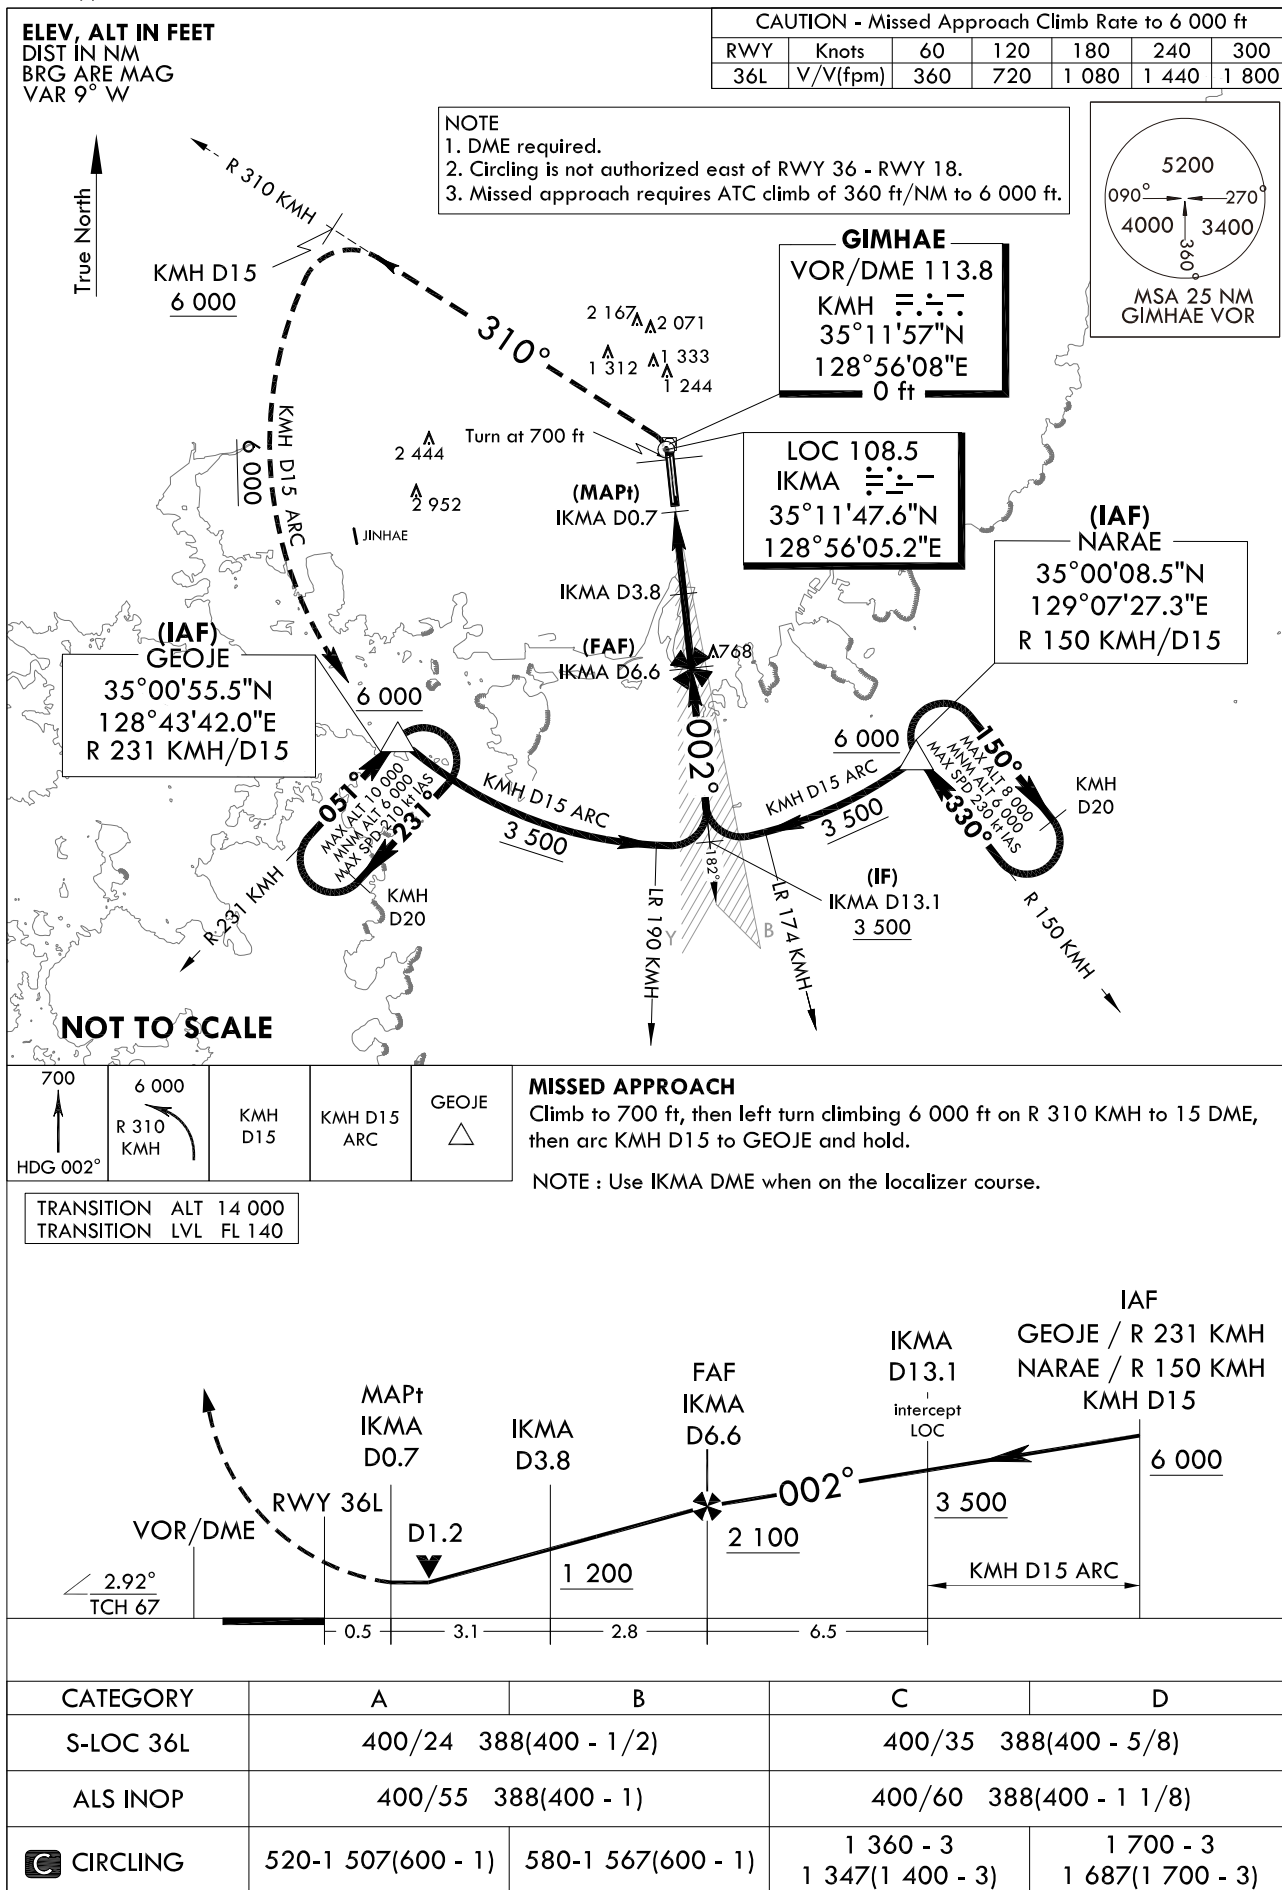 ELEV, ALT IN FEET
DIST IN NM
BRG ARE MAG
VAR 9° W
CAUTION - Missed Approach Climb Rate to 6 000 ft
RWY Knots 60 120 180 240 300
36L V/V(fpm) 360 720 1 080 1 440 1 800
True North
NOTE
1. DME required.
2. Circling is not authorized east of RWY 36 - RWY 18.
3. Missed approach requires ATC climb of 360 ft/NM to 6 000 ft.
5200
090° 270°
4000 3400
360°
MSA 25 NM
GIMHAE VOR
R 310 KMH
KMH D15
6 000
310°
GIMHAE
VOR/DME 113.8
KMH
35°11'57"N
128°56'08"E
0 ft
2 167
2 071
1 312
1 333
1 244
KMH D15 ARC
6 000
2 444
2 952
JINHAE
Turn at 700 ft
LOC 108.5
IKMA
35°11'47.6"N
128°56'05.2"E
(MAPt)
IKMA D0.7
IKMA D3.8
(FAF)
IKMA D6.6
768
(IAF)
NARAE
35°00'08.5"N
129°07'27.3"E
R 150 KMH/D15
(IAF)
GEOJE
35°00'55.5"N
128°43'42.0"E
R 231 KMH/D15
6 000
051°
MAX ALT 10 000
MNM ALT 6 000
MAX SPD 210 kt IAS
231°
R 231 KMH
KMH
D20
KMH D15 ARC
3 500
002°
182°
6 000
KMH D15 ARC
3 500
150°
MAX ALT 8 000
MNM ALT 6 000
MAX SPD 230 kt IAS
330°
KMH
D20
R 150 KMH
(IF)
IKMA D13.1
3 500
LR 190 KMH
LR 174 KMH
Y
B
NOT TO SCALE
700
HDG 002°
6 000
R 310
KMH
KMH
D15
KMH D15
ARC
GEOJE
MISSED APPROACH
Climb to 700 ft, then left turn climbing 6 000 ft on R 310 KMH to 15 DME,
then arc KMH D15 to GEOJE and hold.
NOTE : Use IKMA DME when on the localizer course.
TRANSITION ALT 14 000
TRANSITION LVL FL 140
IAF
GEOJE / R 231 KMH
NARAE / R 150 KMH
KMH D15
IKMA
D13.1
intercept
LOC
FAF
IKMA
D6.6
MAPt
IKMA
D0.7
IKMA
D3.8
6 000
002°
3 500
RWY 36L
VOR/DME
D1.2
2 100
1 200
KMH D15 ARC
2.92°
TCH 67
0.5 3.1 2.8 6.5
CATEGORY A B C D
S-LOC 36L 400/24 388(400 - 1/2) 400/35 388(400 - 5/8)
ALS INOP 400/55 388(400 - 1) 400/60 388(400 - 1 1/8)
C CIRCLING 520-1 507(600 - 1) 580-1 567(600 - 1) 1 360 - 3 1 700 - 3
1 347(1 400 - 3) 1 687(1 700 - 3)